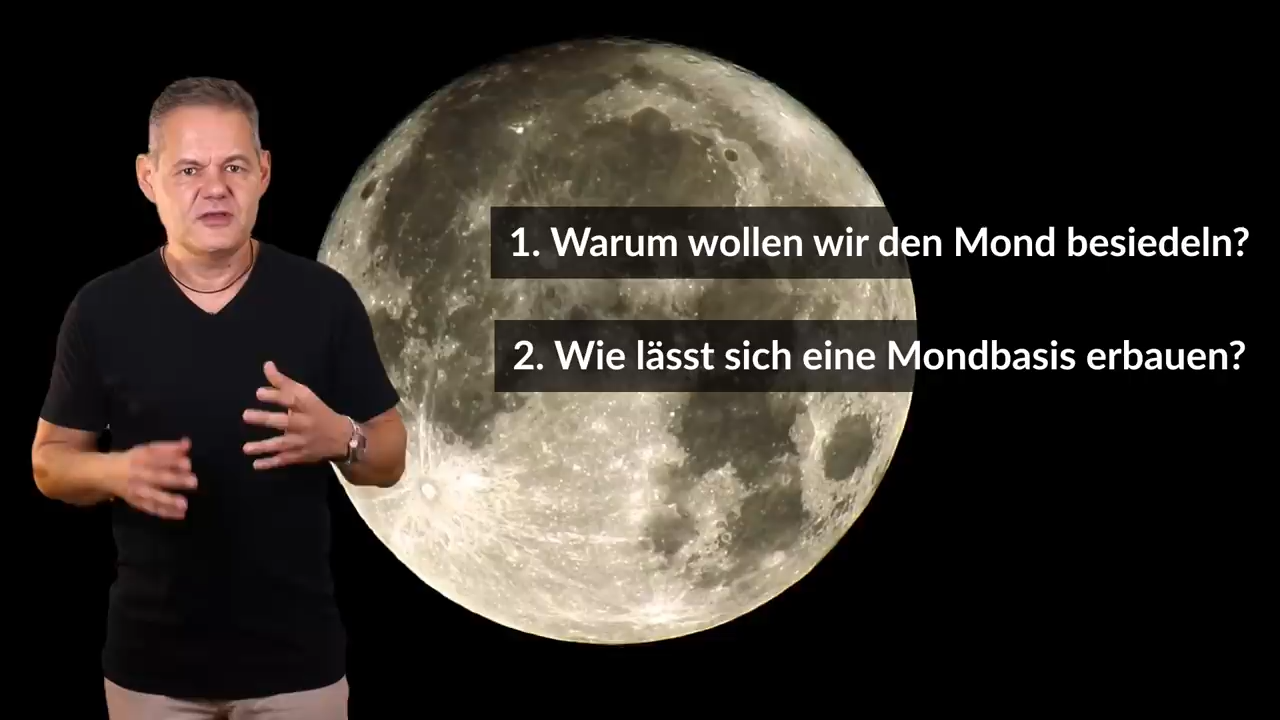 1. Warum wollen wir den Mond besiedeln?
2. Wie lässt sich eine Mondbasis erbauen?